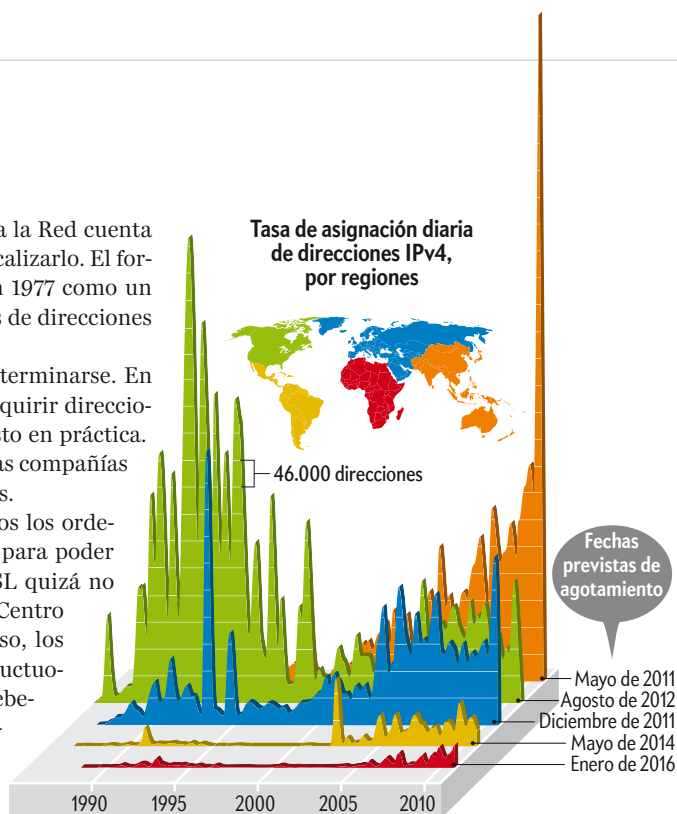 a la Red cuenta
calizarlo. El for-
n 1977 como un
s de direcciones
terminarse. En
quirir direccio-
sto en práctica.
as compañías
s.
os los orde-
para poder
SL quizá no
Centro
so, los
uctuo-
ebe-
-
Tasa de asignación diaria
de direcciones IPv4,
por regiones
46.000 direcciones
Fechas
previstas de
agotamiento
Mayo de 2011
Agosto de 2012
Diciembre de 2011
Mayo de 2014
Enero de 2016
1990 1995 2000 2005 2010